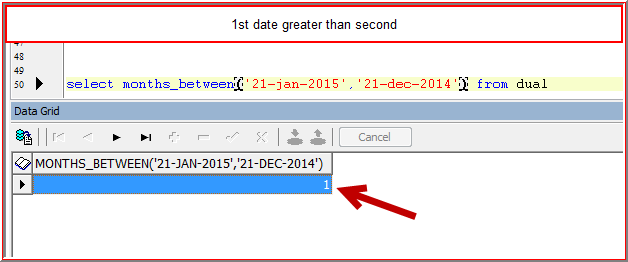 1st date greater than second
47
48
49
50 select months_between('21-jan-2015','21-dec-2014') from dual
Data Grid
Cancel
MONTHS_BETWEEN('21-JAN-2015','21-DEC-2014')
1